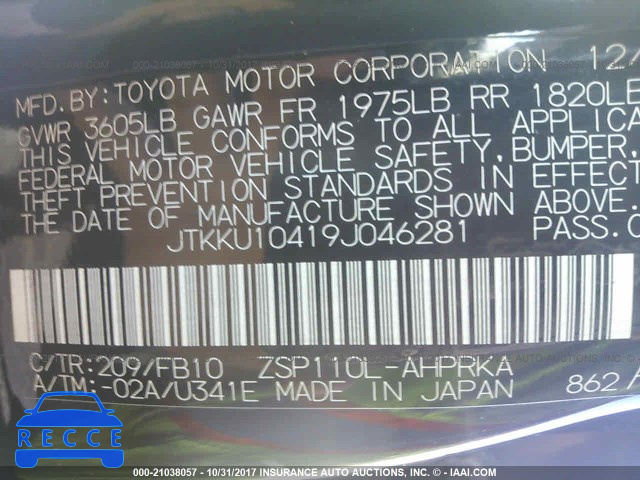 MFD. BY: TOYOTA MOTOR CORPORATION 12
GVWR 3605LB GAWR FR 1975LB RR 1820LB
THIS VEHICLE CONFORMS TO ALL APPLICA
FEDERAL MOTOR VEHICLE SAFETY, BUMPER,
THEFT PREVENTION STANDARDS IN EFFECT
THE DATE OF MANUFACTURE SHOWN ABOVE.
JTKKU10419J046281 PASS. C
C/TR: 209/FB10 ZSP110L-AHPRKA
A/TM: -02A/U341E MADE IN JAPAN 862 A
RECCE
000-21038057 - 10/31/2017 INSURANCE AUTO AUCTIONS, INC. - IAAI.COM